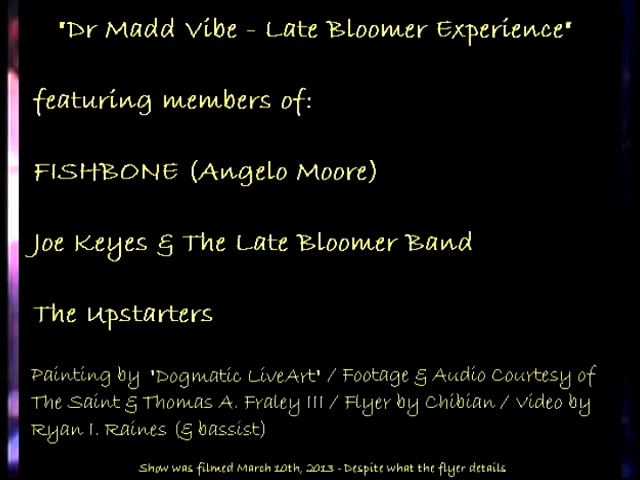 "Dr Madd Vibe - Late Bloomer Experience"
featuring members of:
FISHBONE (Angelo Moore)
Joe Keyes & The Late Bloomer Band
The Upstarters
Painting by "Dogmatic LiveArt" / Footage & Audio Courtesy of
The Saint & Thomas A. Fraley III / Flyer by Chibian / Video by
Ryan I. Raines (& bassist)
Show was filmed March 10th, 2013 - Despite what the flyer details